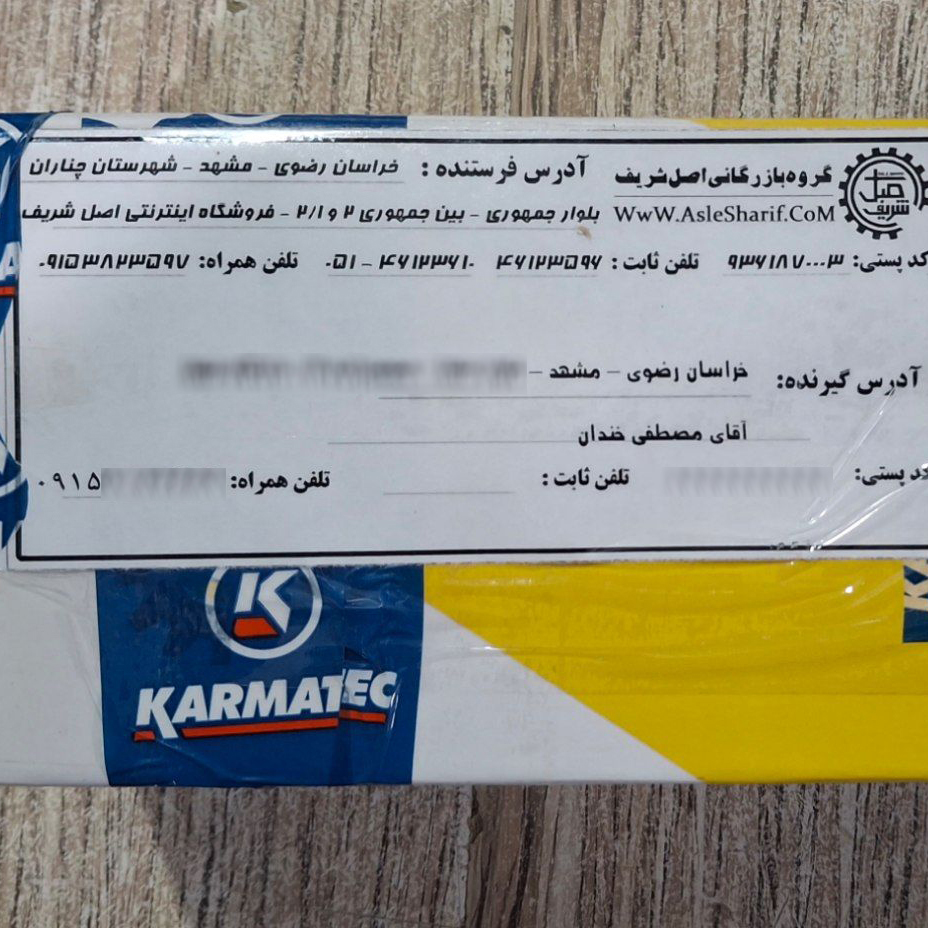 گروه بازرگانی اصل شریف
WwW.AsleSharif.CoM
اصل
شریف
آدرس فرستنده : خراسان رضوی - مشهد - شهرستان چناران
بلوار جمهوری - بین جمهوری ۲ و ۲/۱ - فروشگاه اینترنتی اصل شریف
کد پستی: ۹۳۶۱۸۷۰۰۰۳ تلفن ثابت : ۴۶۱۲۳۵۹۶ ۰۵۱ - ۴۶۱۲۳۶۱۰ تلفن همراه: ۰۹۱۵۳۸۲۳۵۹۷
آدرس گیرنده: خراسان رضوی - مشهد -
آقای مصطفی خندان
کد پستی: تلفن ثابت : تلفن همراه: ۰۹۱۵
K
KARMATEC